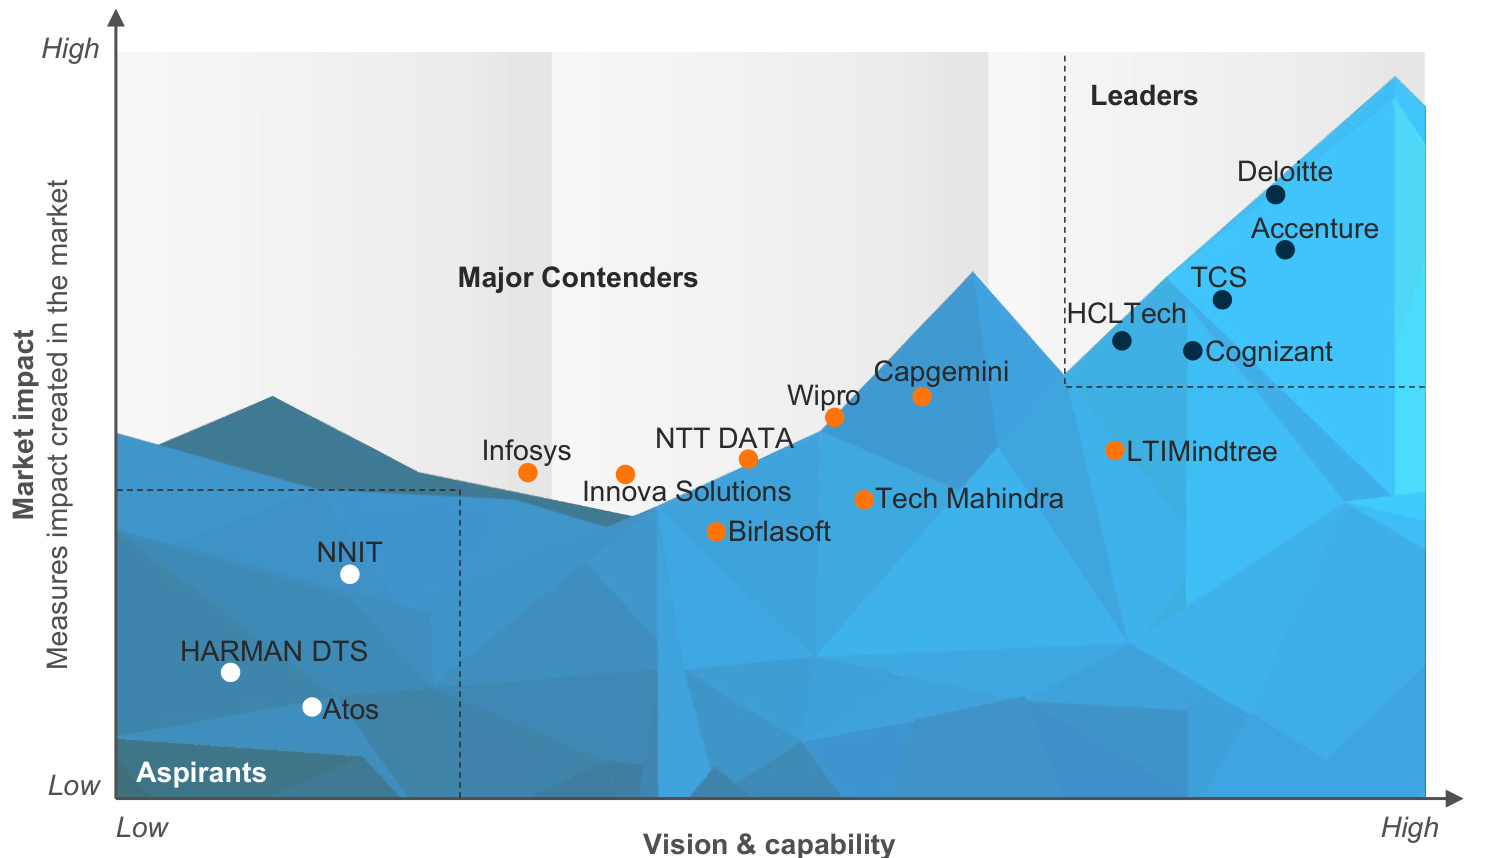 High
Leaders
Deloitte
Accenture
Major Contenders
TCS
HCLTech
Cognizant
Capgemini
Wipro
NTT DATA
Infosys
LTIMindtree
Innova Solutions
Tech Mahindra
Birlasoft
NNIT
HARMAN DTS
Atos
Aspirants
Market impact
Measures impact created in the market
Low
Low
High
Vision & capability